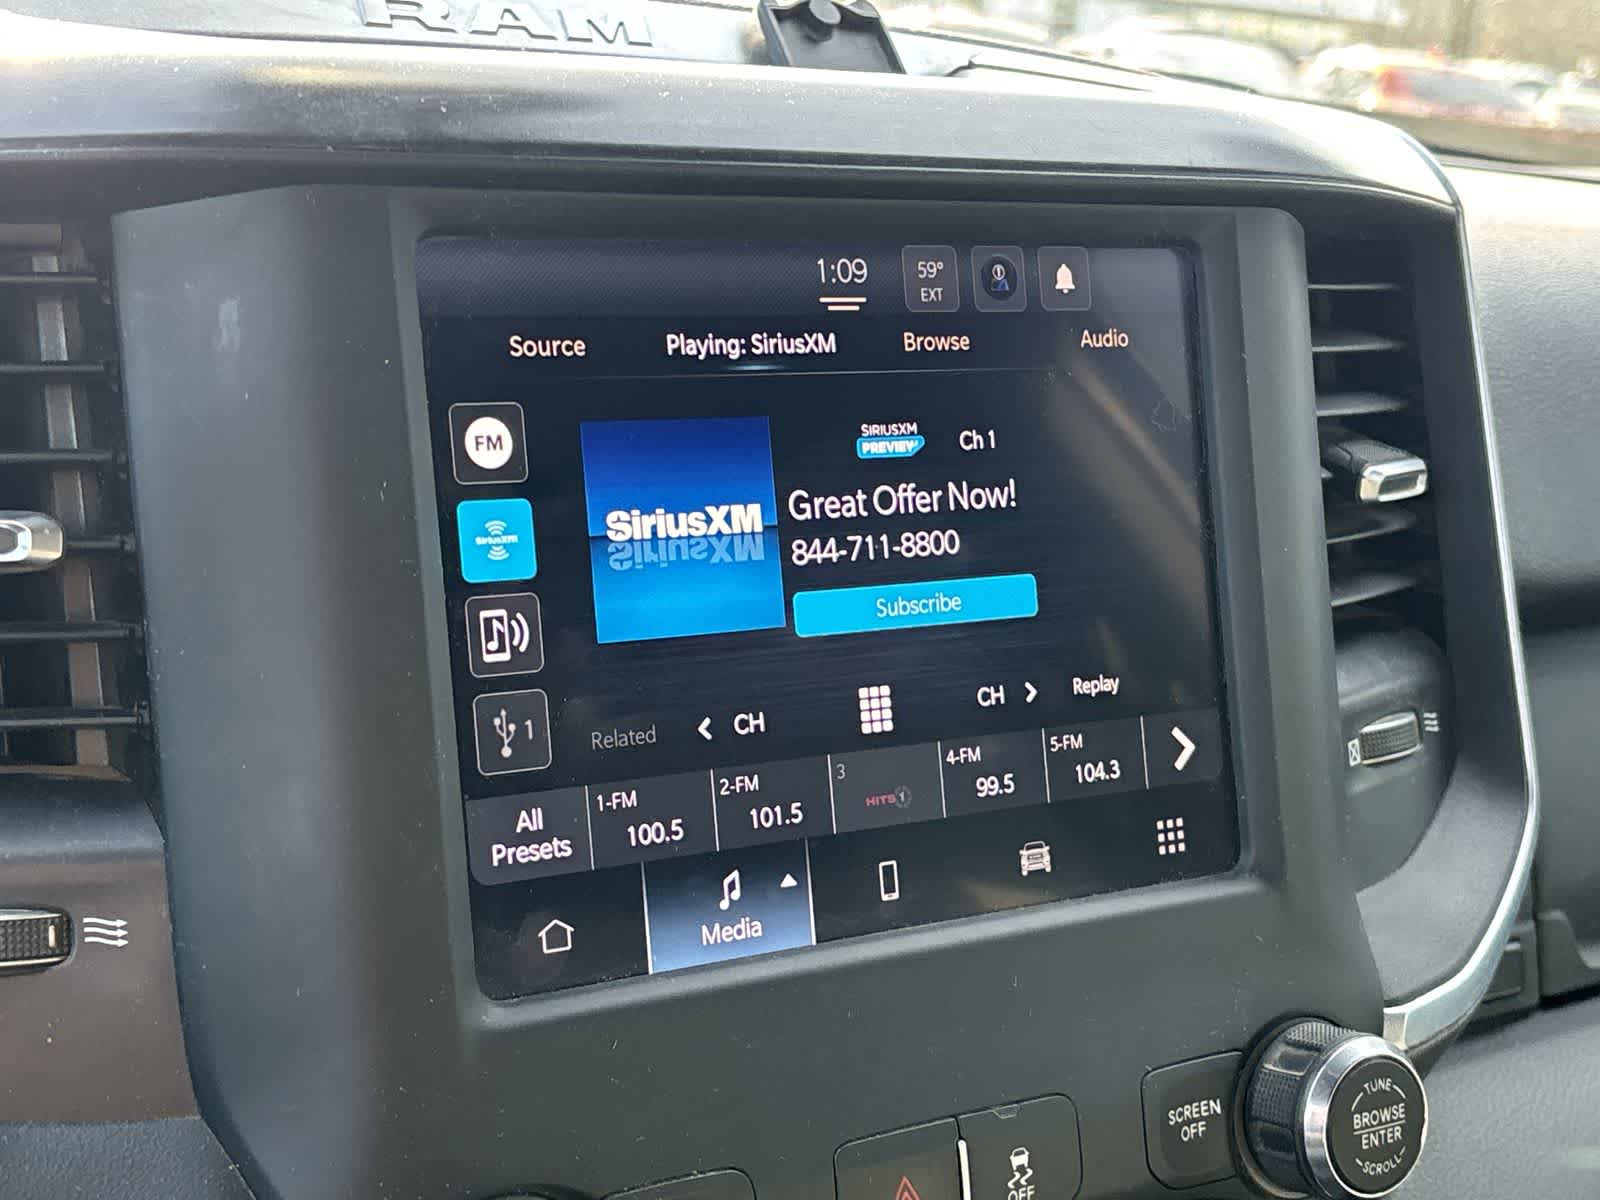 RAM
1:09
59°
EXT
1
Source
Playing: SiriusXM
Browse
Audio
FM
SIRIUSXM
PREVIEW
Ch 1
Great Offer Now!
844-711-8800
Subscribe
SiriusXM
SiriusXM
1
Related
CH
CH
Replay
All
Presets
1-FM
100.5
2-FM
101.5
3
HITS 1
4-FM
99.5
5-FM
104.3
Media
SCREEN
OFF
TUNE
BROWSE
ENTER
SCROLL
OFF